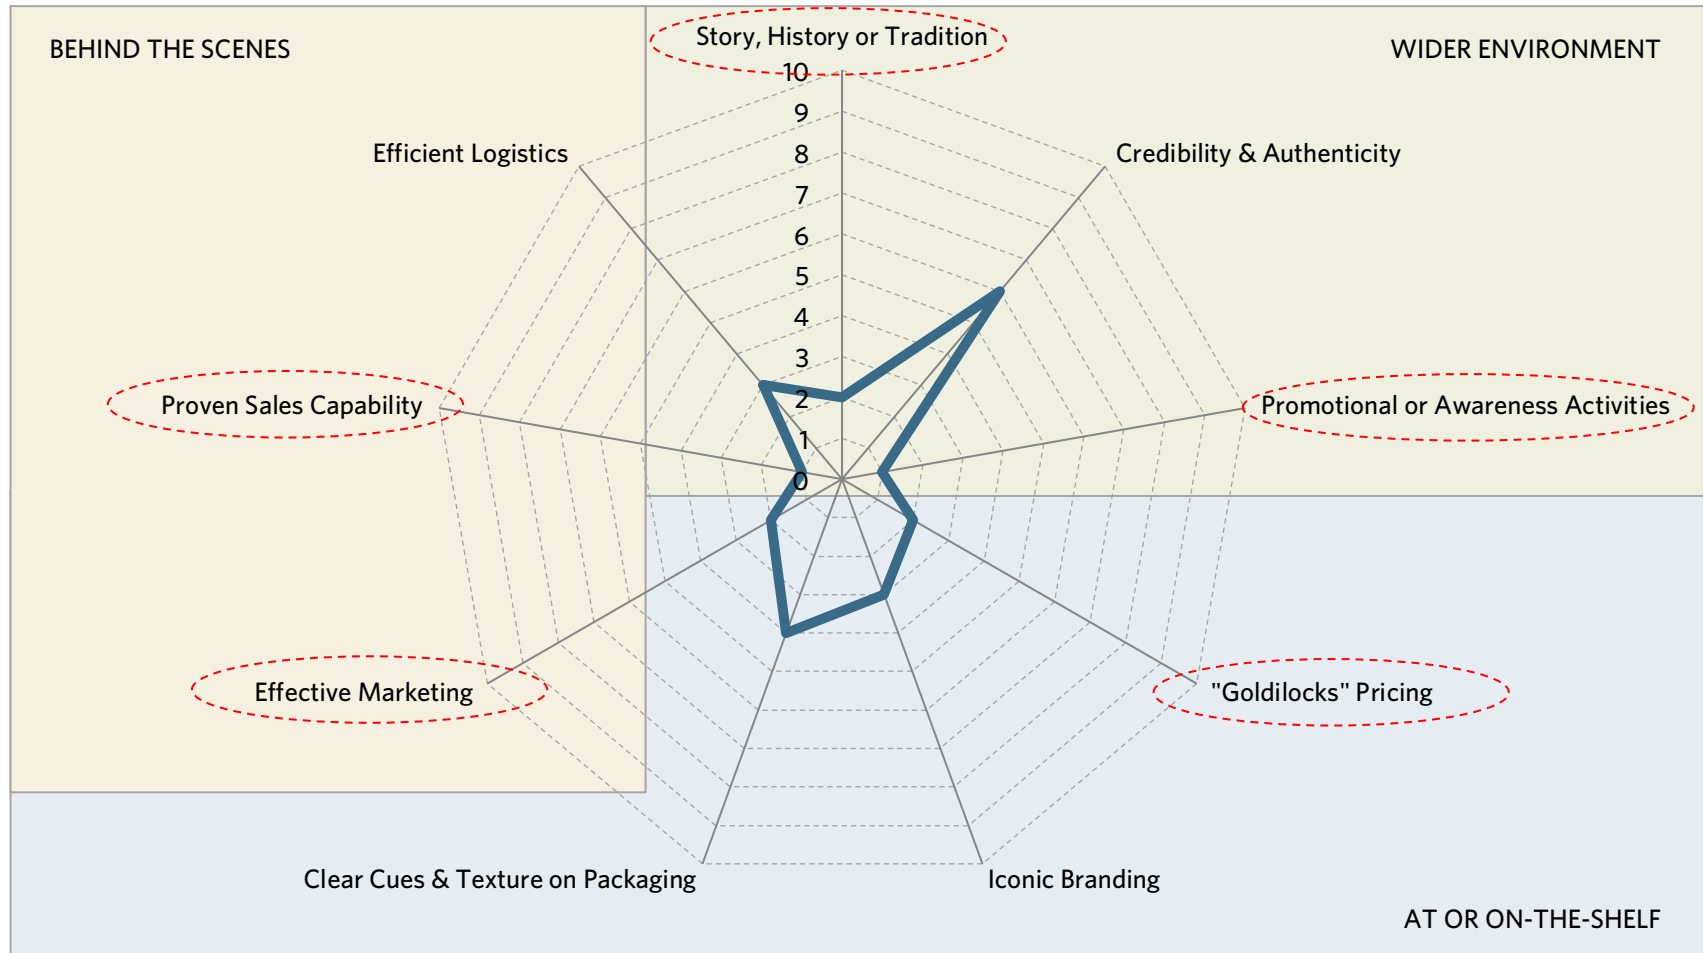 BEHIND THE SCENES
Story, History or Tradition
WIDER ENVIRONMENT
10
9
8
7
6
5
4
3
2
1
0
Efficient Logistics
Credibility & Authenticity
Proven Sales Capability
Promotional or Awareness Activities
Effective Marketing
"Goldilocks" Pricing
Clear Cues & Texture on Packaging
Iconic Branding
AT OR ON-THE-SHELF